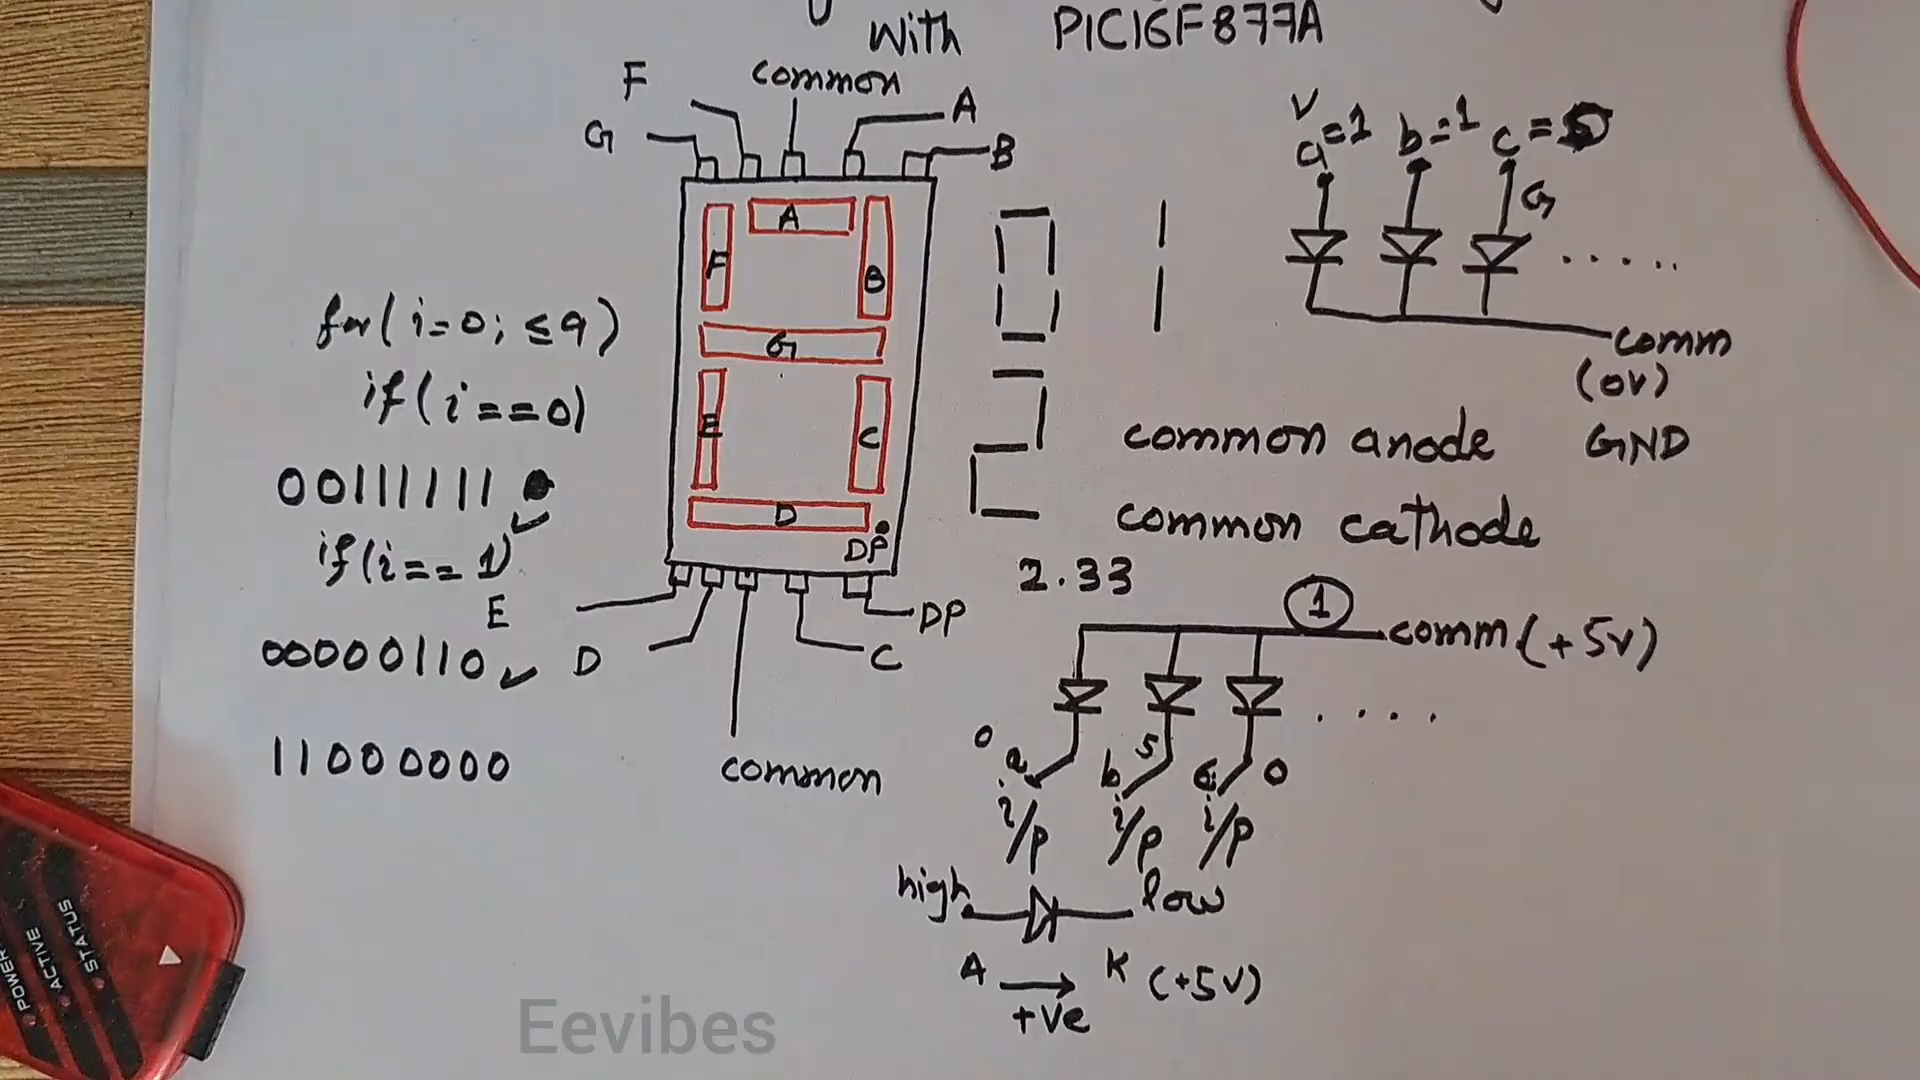 with PIC16F877A
F
common
A
G
B
A
F
B
G
E
C
D
DP
E
D
common
C
DP
for(i=0; ≤9)
if(i==0)
00111111
if(i==1)
00000110
11000000
V
a=1 b=1 c=
G
.....
comm
(0V)
GND
common anode
common cathode
2.33
1
comm(+5V)
....
0 a b 5 0
i/p i/p i/p
high low
A K (+5V)
+ve
POWER
ACTIVE
STATUS
Eevibes